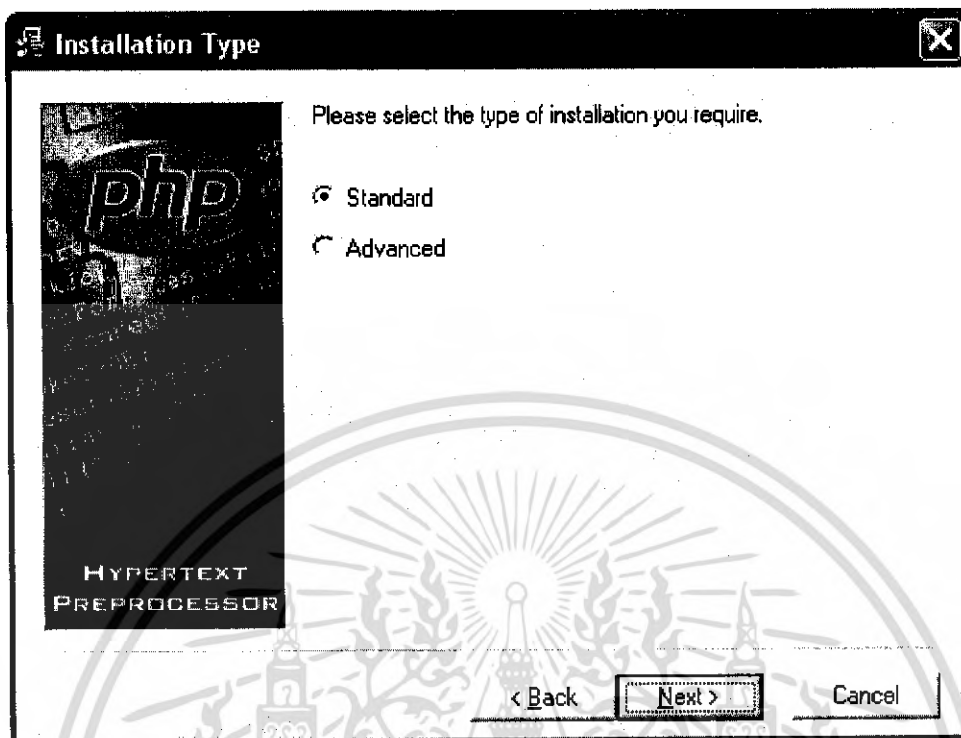 Installation Type
Please select the type of installation you require.
php
Standard
Advanced
HYPERTEXT
PREPROCESSOR
< Back
Next >
Cancel